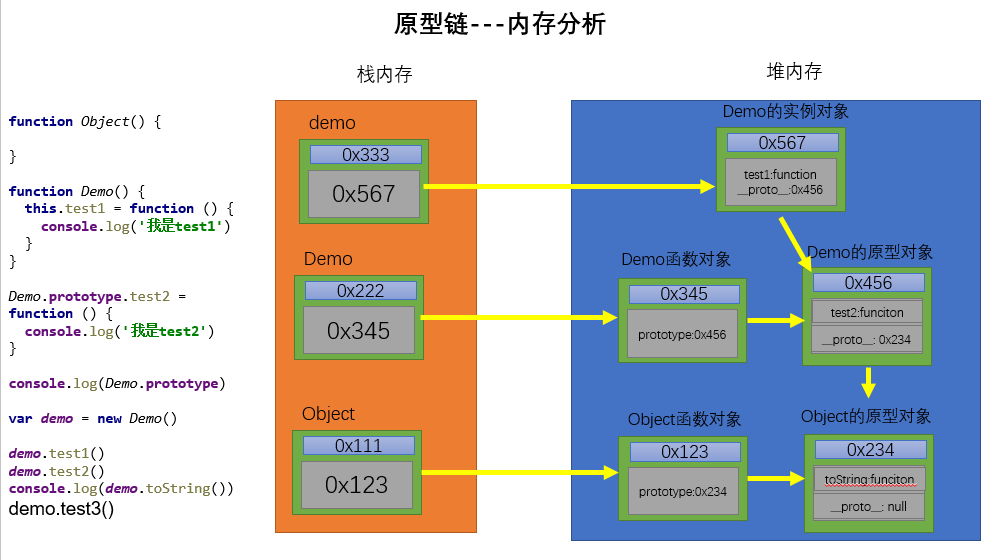 原型链---内存分析
栈内存
堆内存
function Object() {
}
function Demo() {
this.test1 = function () {
console.log('我是test1')
}
}
Demo.prototype.test2 =
function () {
console.log('我是test2')
}
console.log(Demo.prototype)
var demo = new Demo()
demo.test1()
demo.test2()
console.log(demo.toString())
demo.test3()
demo
0x333
0x567
Demo
0x222
0x345
Object
0x111
0x123
Demo的实例对象
0x567
test1:function
__proto__:0x456
Demo函数对象
0x345
prototype:0x456
Demo的原型对象
0x456
test2:funciton
__proto__: 0x234
Object函数对象
0x123
prototype:0x234
Object的原型对象
0x234
toString:funciton
__proto__: null